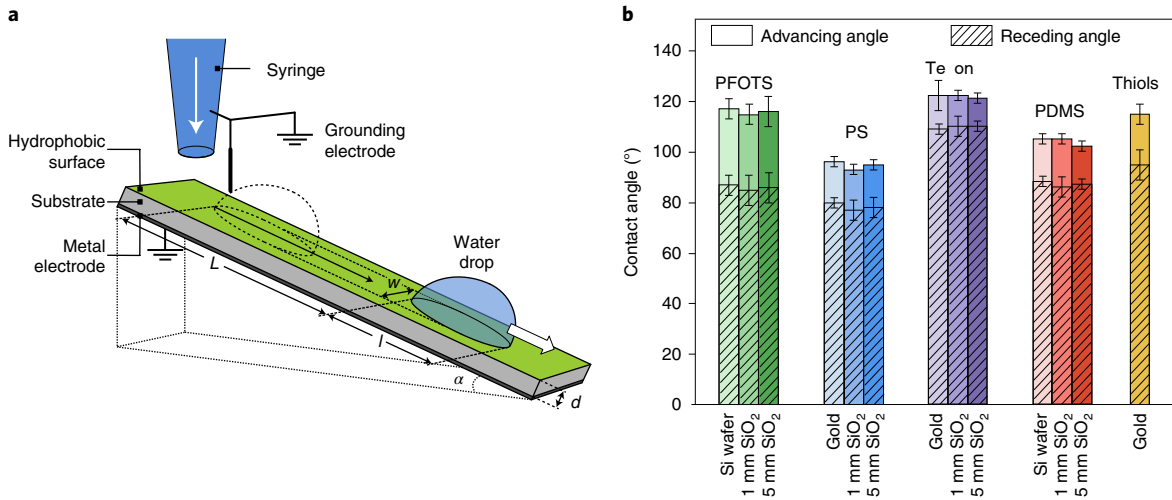 a
Syringe
Grounding
electrode
Hydrophobic
surface
Substrate
Metal
electrode
Water
drop
L
w
l
α
d
b
Contact angle (°)
140
120
100
80
60
40
20
0
Advancing angle
Receding angle
PFOTS
PS
Te on
PDMS
Thiols
Si wafer
1 mm SiO₂
5 mm SiO₂
Gold
1 mm SiO₂
5 mm SiO₂
Gold
1 mm SiO₂
5 mm SiO₂
Si wafer
1 mm SiO₂
5 mm SiO₂
Gold